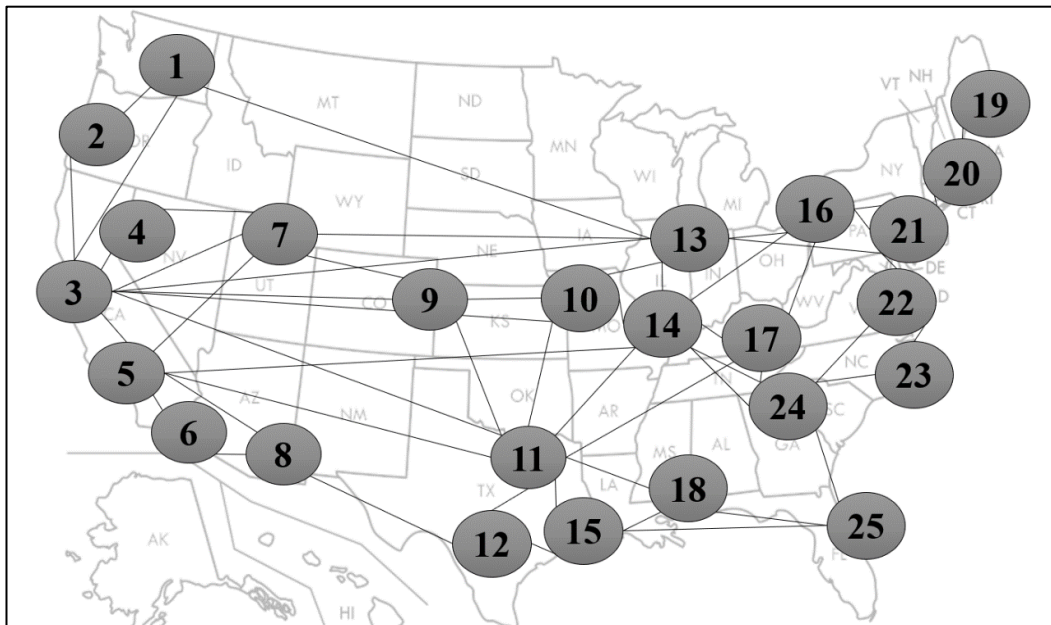 1
VT
NH
MT
ND
19
2
OR
MN
20
ID
SD
WI
NY
WY
MI
CT
16
4
7
13
21
NV
PA
IA
NE
OH
DE
UT
IL
IN
3
9
CO
10
22
D
WV
CA
KS
14
MO
17
5
NC
23
TN
AZ
OK
AR
24
SC
NM
6
8
11
MS
AL
GA
TX
LA
18
25
12
15
AK
FL
HI